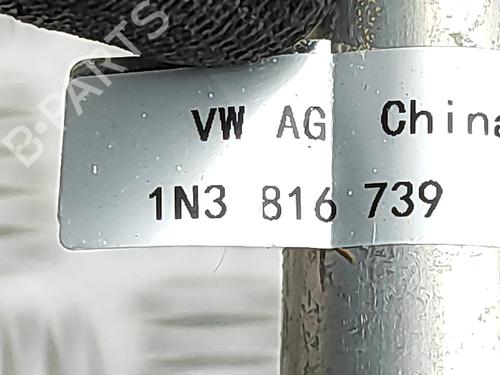 B-PARTS
VW AG China
1N3 816 739